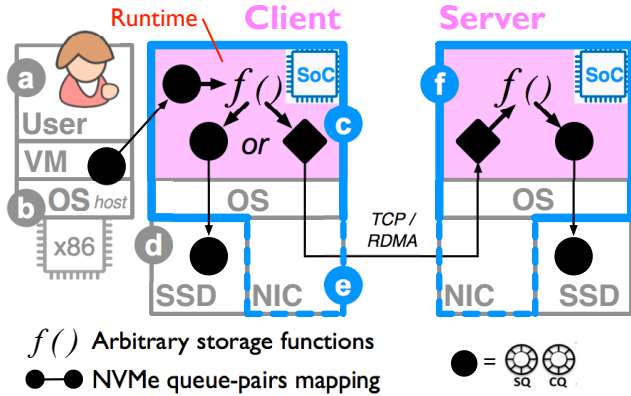 Runtime
Client
Server
a
User
VM
b
OS host
x86
SoC
f ( )
c
or
OS
d
SSD
NIC
e
TCP /
RDMA
f
SoC
f ( )
OS
NIC
SSD
f ( ) Arbitrary storage functions
NVMe queue-pairs mapping
=
SQ CQ